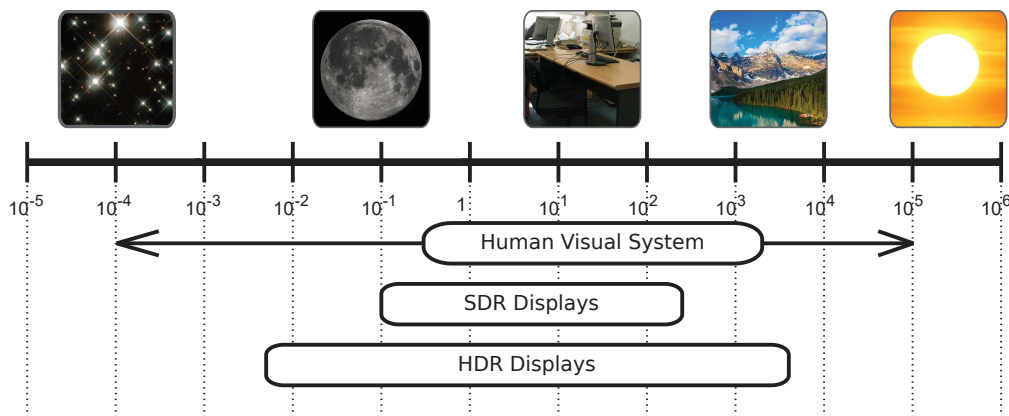 10-5 10-4 10-3 10-2 10-1 1 101 102 103 104 105 106
Human Visual System
SDR Displays
HDR Displays